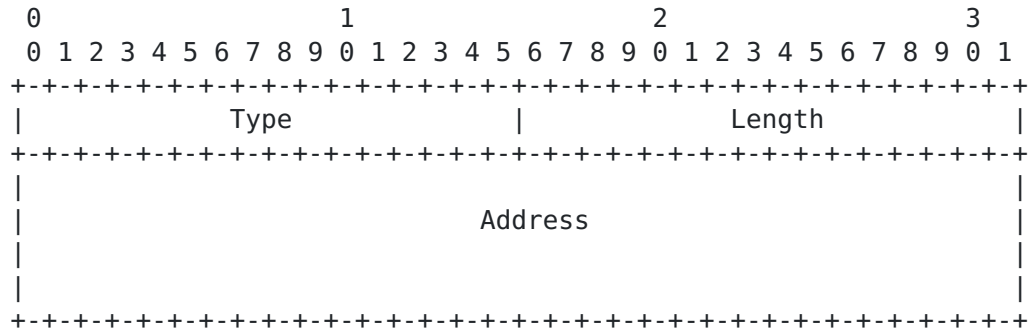 0                   1                   2                   3
0 1 2 3 4 5 6 7 8 9 0 1 2 3 4 5 6 7 8 9 0 1 2 3 4 5 6 7 8 9 0 1
+-+-+-+-+-+-+-+-+-+-+-+-+-+-+-+-+-+-+-+-+-+-+-+-+-+-+-+-+-+-+-+-+
|             Type              |             Length            |
+-+-+-+-+-+-+-+-+-+-+-+-+-+-+-+-+-+-+-+-+-+-+-+-+-+-+-+-+-+-+-+-+
|                                                               |
|                             Address                           |
|                                                               |
|                                                               |
+-+-+-+-+-+-+-+-+-+-+-+-+-+-+-+-+-+-+-+-+-+-+-+-+-+-+-+-+-+-+-+-+